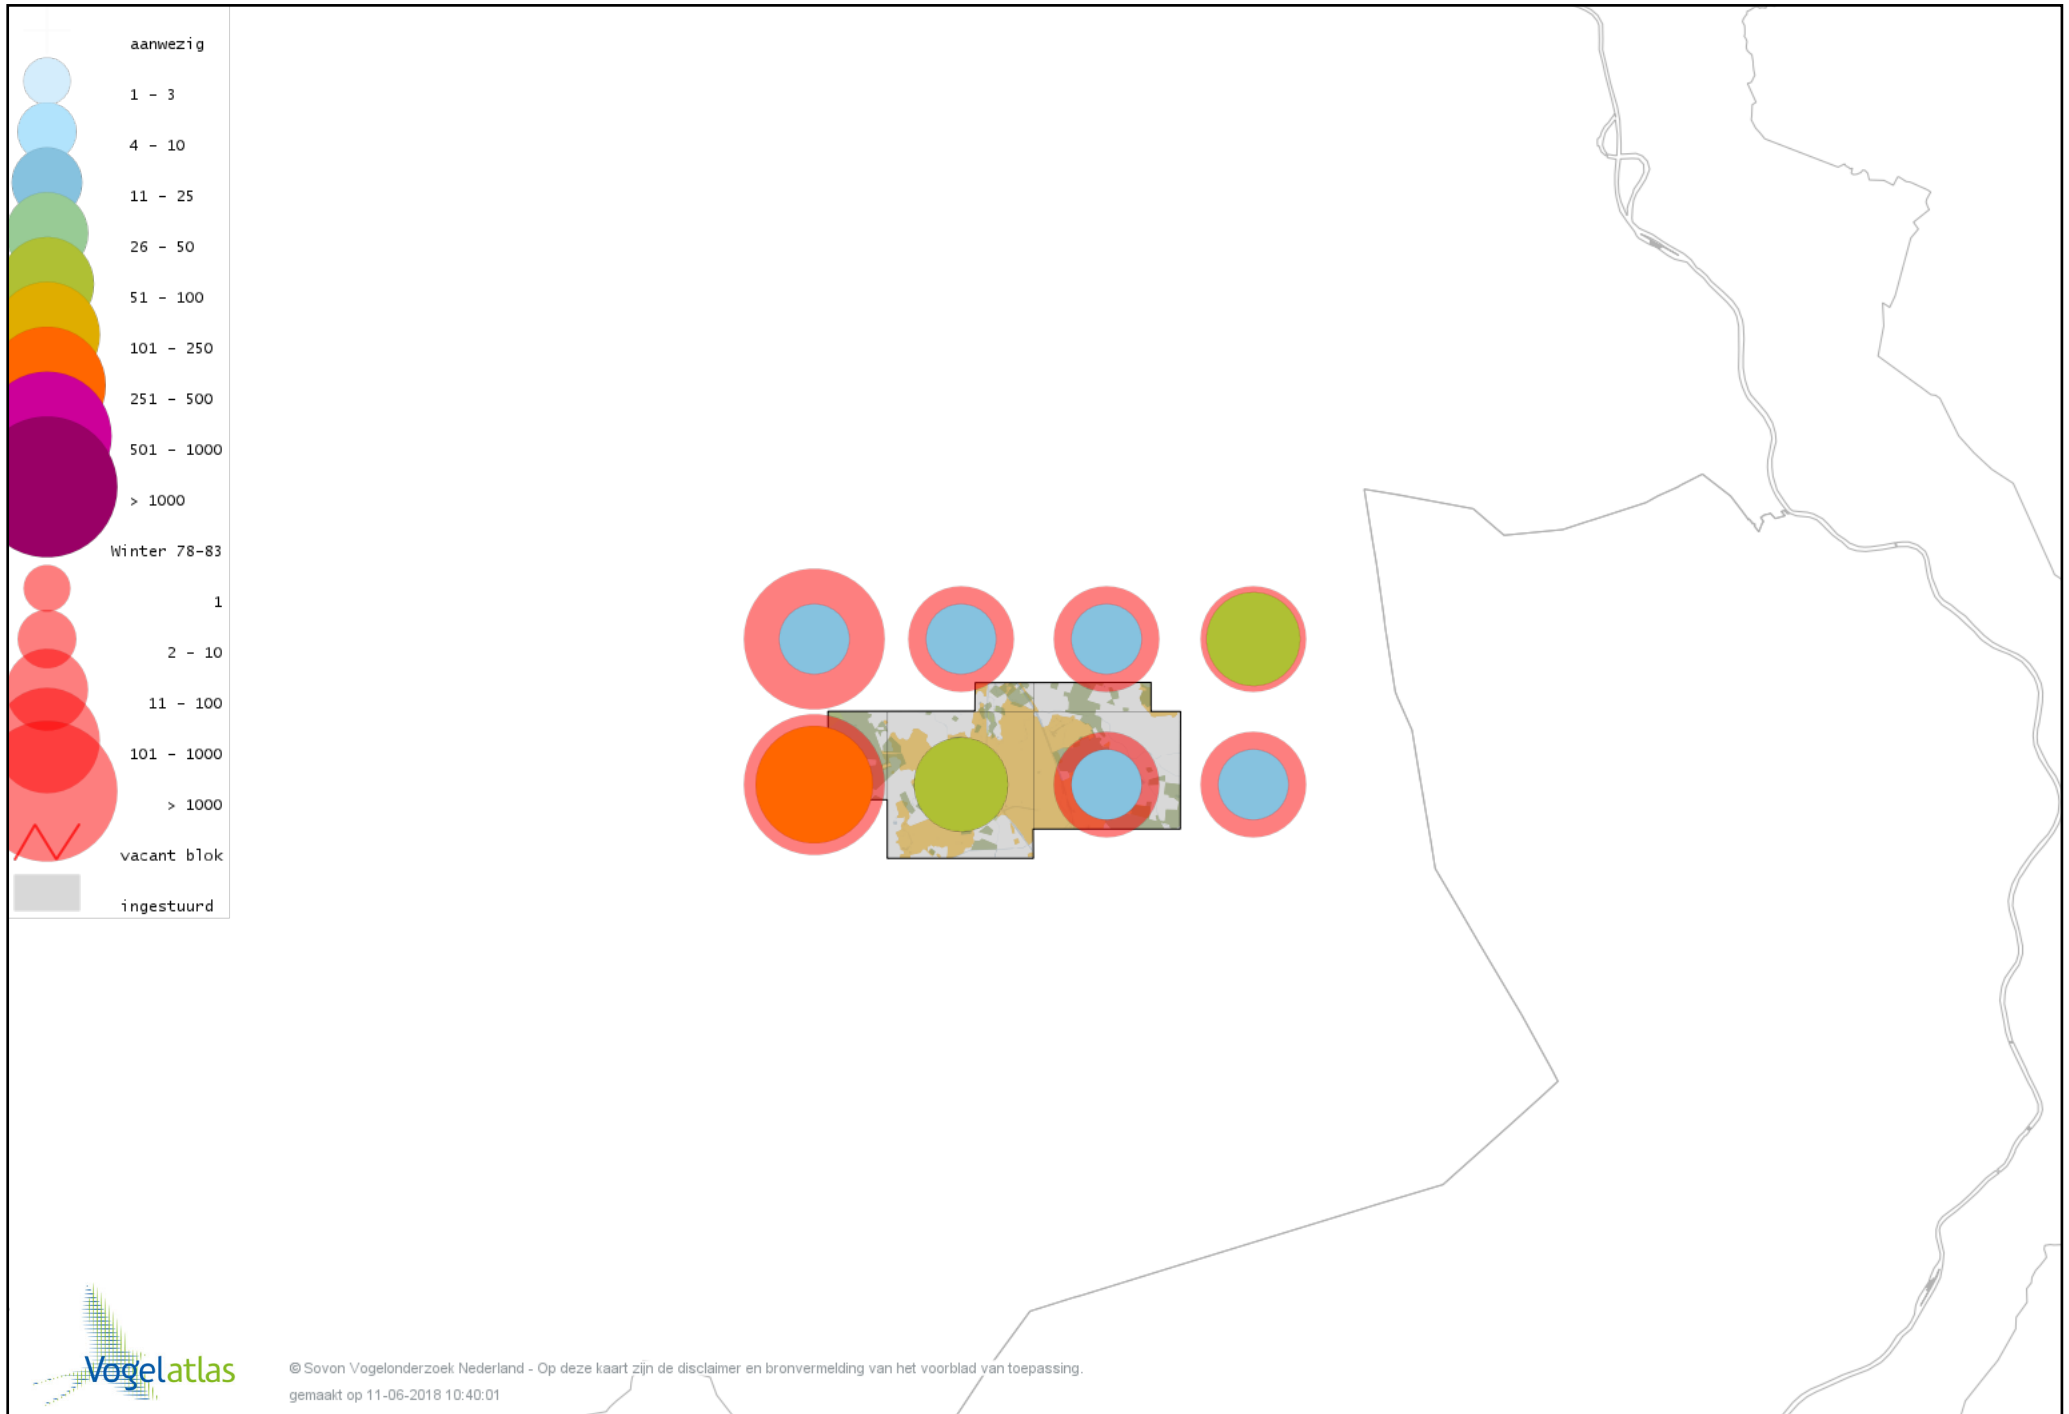 aanwezig
1 - 3
4 - 10
11 - 25
26 - 50
51 - 100
101 - 250
251 - 500
501 - 1000
> 1000
Winter 78-83
1
2 - 10
11 - 100
101 - 1000
> 1000
vacant blok
ingestuurd
Vogelatlas
© Sovon Vogelonderzoek Nederland - Op deze kaart zijn de disclaimer en bronvermelding van het voorblad van toepassing.
gemaakt op 11-06-2018 10:40:01